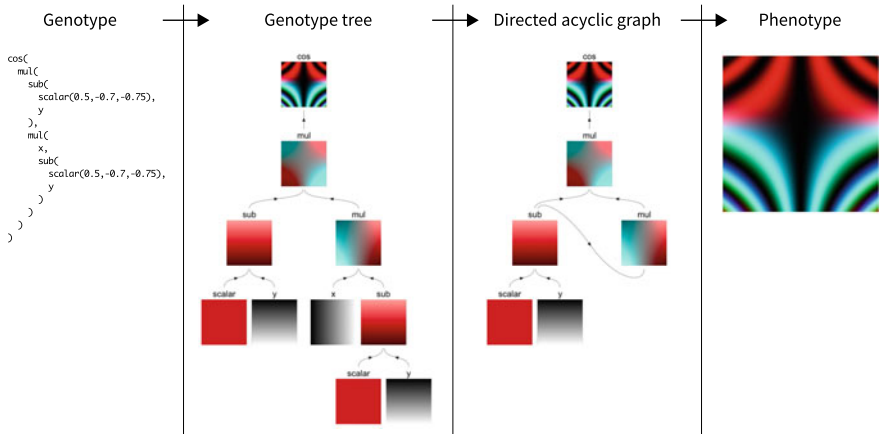 Genotype
Genotype tree
Directed acyclic graph
Phenotype
cos(
mul(
sub(
scalar(0.5,-0.7,-0.75),
y
),
mul(
x,
sub(
scalar(0.5,-0.7,-0.75),
y
)
)
)
)
cos
mul
sub
mul
scalar
y
x
sub
scalar
y
cos
mul
sub
mul
scalar
y